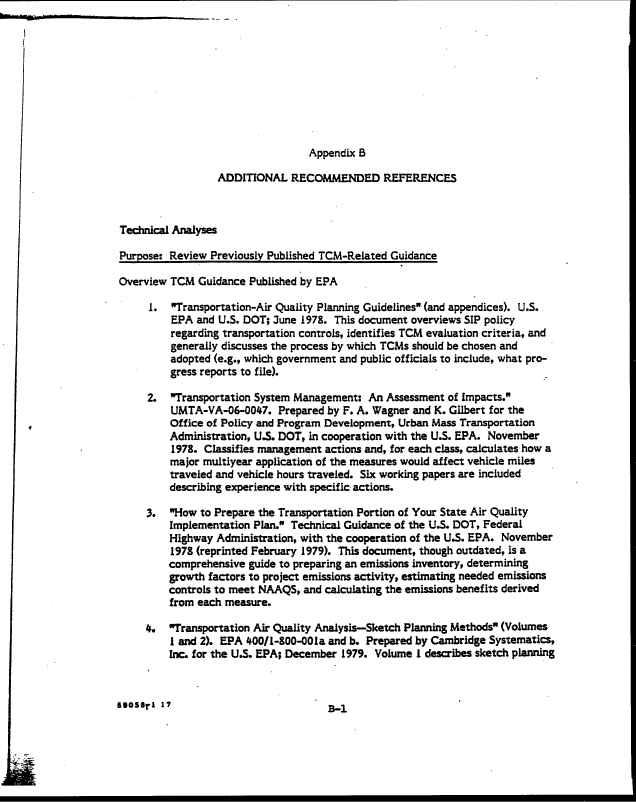 Appendix B
ADDITIONAL RECOMMENDED REFERENCES
Technical Analyses
Purpose: Review Previously Published TCM-Related Guidance
Overview TCM Guidance Published by EPA
1. "Transportation-Air Quality Planning Guidelines" (and appendices). U.S.
EPA and U.S. DOT; June 1978. This document overviews SIP policy
regarding transportation controls, identifies TCM evaluation criteria, and
generally discusses the process by which TCMs should be chosen and
adopted (e.g., which government and public officials to include, what pro-
gress reports to file).
2. "Transportation System Management: An Assessment of Impacts."
UMTA-VA-06-0047. Prepared by F. A. Wagner and K. Gilbert for the
Office of Policy and Program Development, Urban Mass Transportation
Administration, U.S. DOT, in cooperation with the U.S. EPA. November
1978. Classifies management actions and, for each class, calculates how a
major multiyear application of the measures would affect vehicle miles
traveled and vehicle hours traveled. Six working papers are included
describing experience with specific actions.
3. "How to Prepare the Transportation Portion of Your State Air Quality
Implementation Plan." Technical Guidance of the U.S. DOT, Federal
Highway Administration, with the cooperation of the U.S. EPA. November
1978 (reprinted February 1979). This document, though outdated, is a
comprehensive guide to preparing an emissions inventory, determining
growth factors to project emissions activity, estimating needed emissions
controls to meet NAAQS, and calculating the emissions benefits derived
from each measure.
4. "Transportation Air Quality Analysis—Sketch Planning Methods" (Volumes
1 and 2). EPA 400/1-800-001a and b. Prepared by Cambridge Systematics,
Inc. for the U.S. EPA; December 1979. Volume 1 describes sketch planning
89058r1 17
B-1